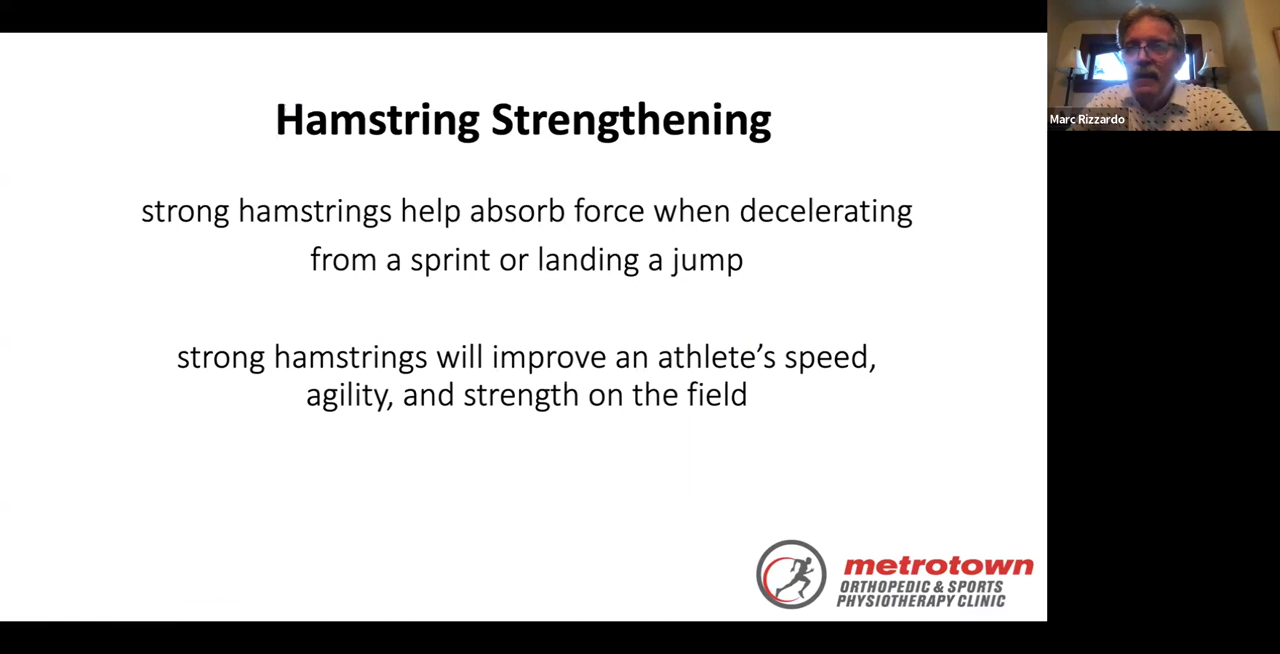 Hamstring Strengthening
strong hamstrings help absorb force when decelerating
from a sprint or landing a jump
strong hamstrings will improve an athlete’s speed,
agility, and strength on the field
metrotown
ORTHOPEDIC & SPORTS
PHYSIOTHERAPY CLINIC
Marc Rizzardo